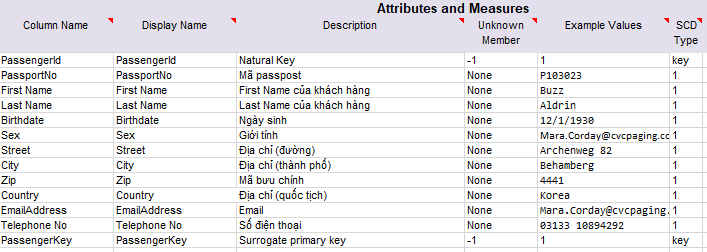 Attributes and Measures
Column Name Display Name Description Unknown Member Example Values SCD Type
PassengerId PassengerId Natural Key -1 1 key
PassportNo PassportNo Mã passpost None P103023 1
First Name First Name First Name của khách hàng None Buzz 1
Last Name Last Name Last Name của khách hàng None Aldrin 1
Birthdate Birthdate Ngày sinh None 12/1/1930 1
Sex Sex Giới tính None Mara.Corday@cvcpaging.co 1
Street Street Địa chỉ (đường) None Archenweg 82 1
City City Địa chỉ (thành phố) None Behamberg 1
Zip Zip Mã bưu chính None 4441 1
Country Country Địa chỉ (quốc tịch) None Korea 1
EmailAddress EmailAddress Email None Mara.Corday@cvcpaging. 1
Telephone No Telephone No Số điện thoại None 03133 10894292 1
PassengerKey PassengerKey Surrogate primary key -1 1 key